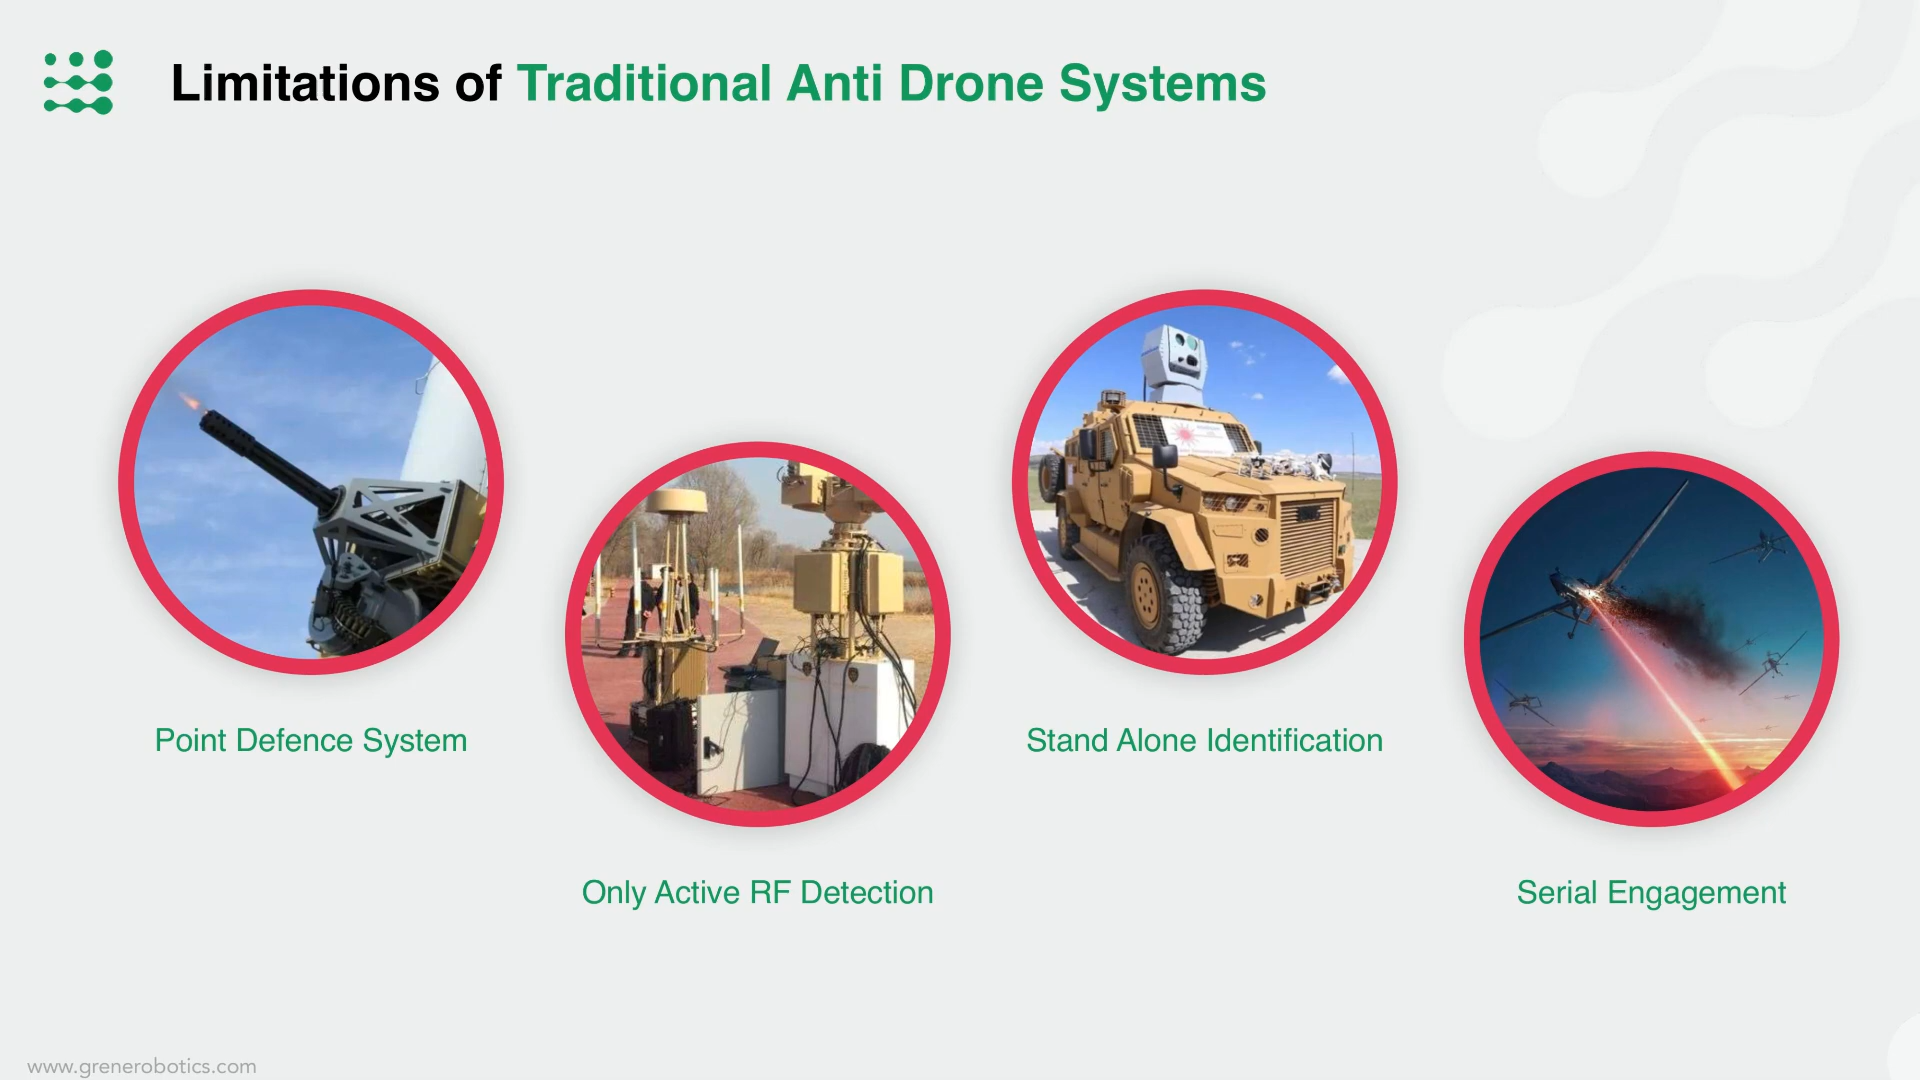 Limitations of Traditional Anti Drone Systems
Point Defence System
Only Active RF Detection
Stand Alone Identification
Serial Engagement
www.grenerobotics.com